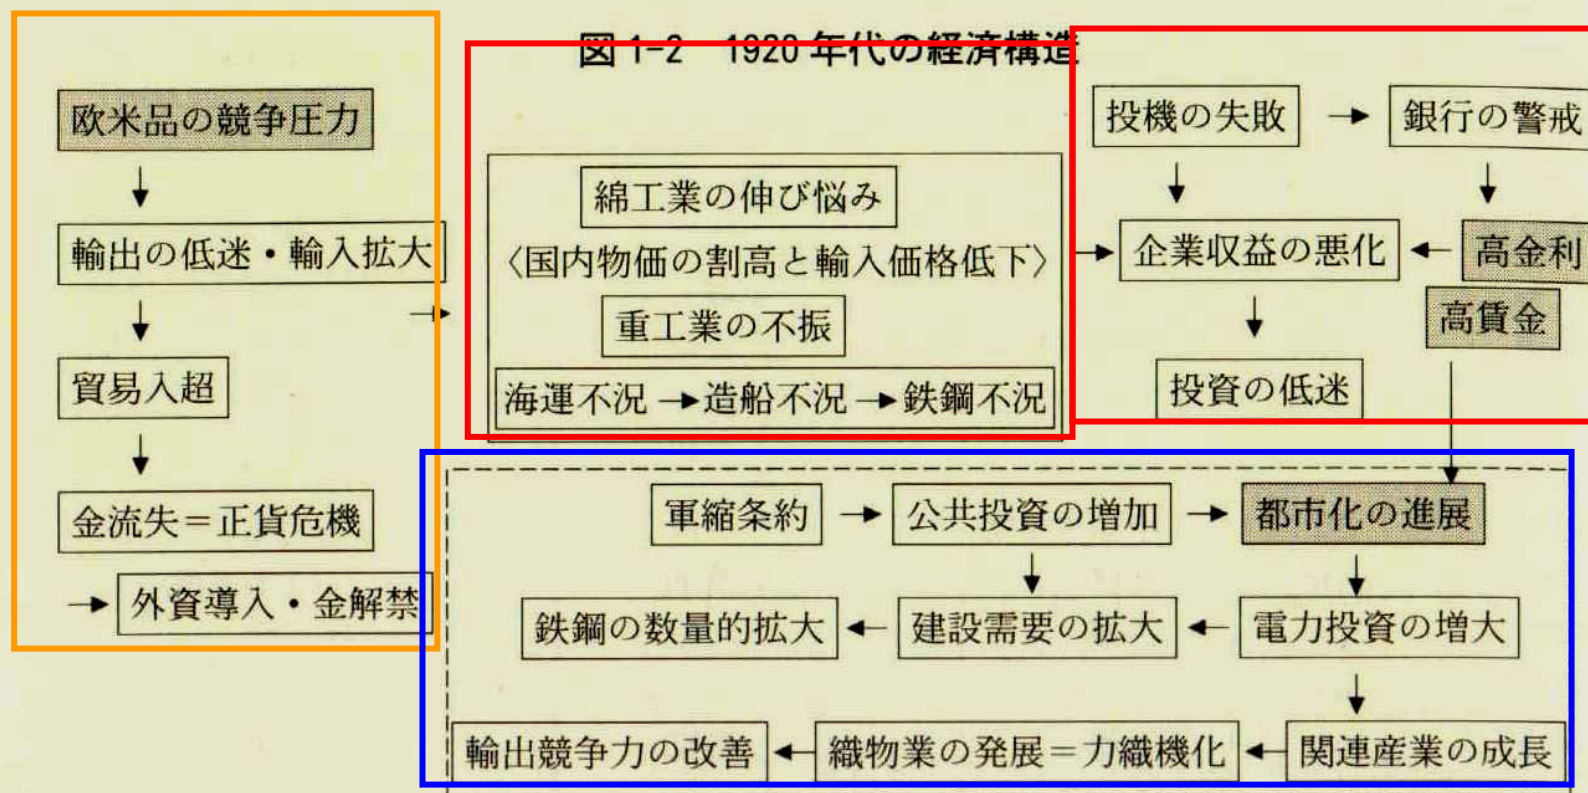 図 1-2　1920 年代の経済構造
欧米品の競争圧力
輸出の低迷・輸入拡大
貿易入超
金流失＝正貨危機
外資導入・金解禁
綿工業の伸び悩み
〈国内物価の割高と輸入価格低下〉
重工業の不振
海運不況→造船不況→鉄鋼不況
投機の失敗→銀行の警戒
企業収益の悪化←高金利
高賃金
投資の低迷
軍縮条約→公共投資の増加→都市化の進展
鉄鋼の数量的拡大←建設需要の拡大←電力投資の増大
輸出競争力の改善←織物業の発展＝力織機化←関連産業の成長